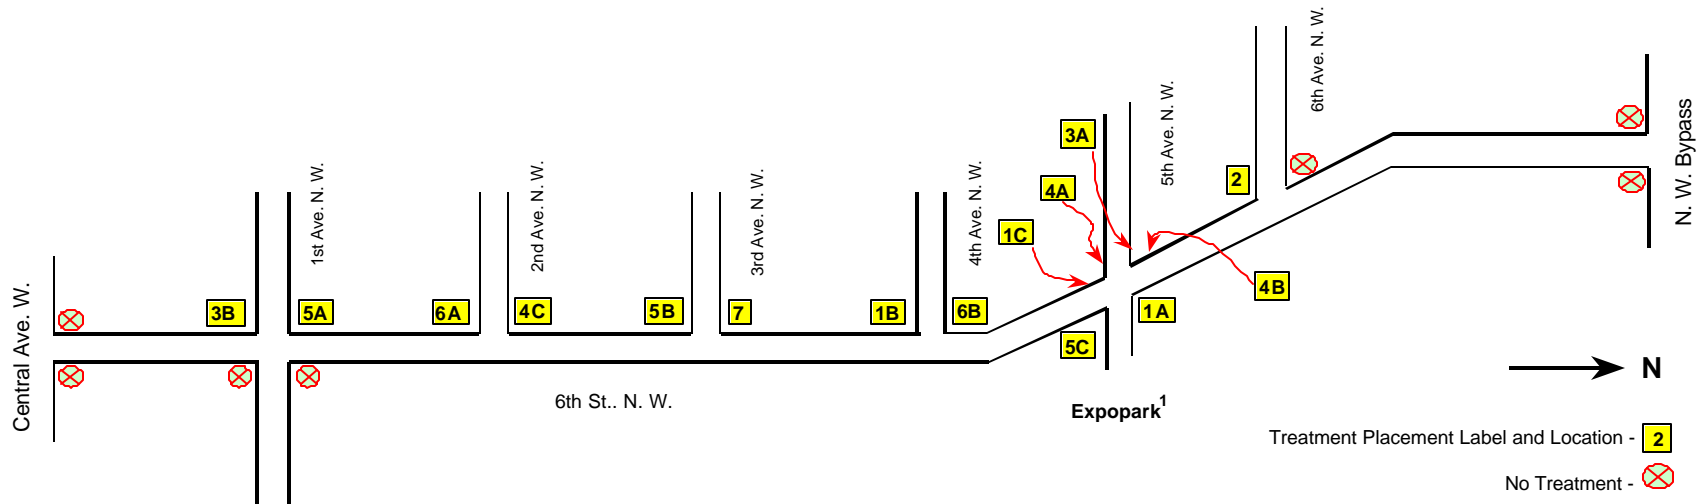 6th Ave. N. W.
5th Ave. N. W.
N. W. Bypass
3A
4A
2
1C
1st Ave. N. W.
2nd Ave. N. W.
3rd Ave. N. W.
4th Ave. N. W.
4B
Central Ave. W.
3B
5A
6A
4C
5B
7
1B
6B
1A
5C
N
6th St.. N. W.
Expopark1
Treatment Placement Label and Location - 2
No Treatment -